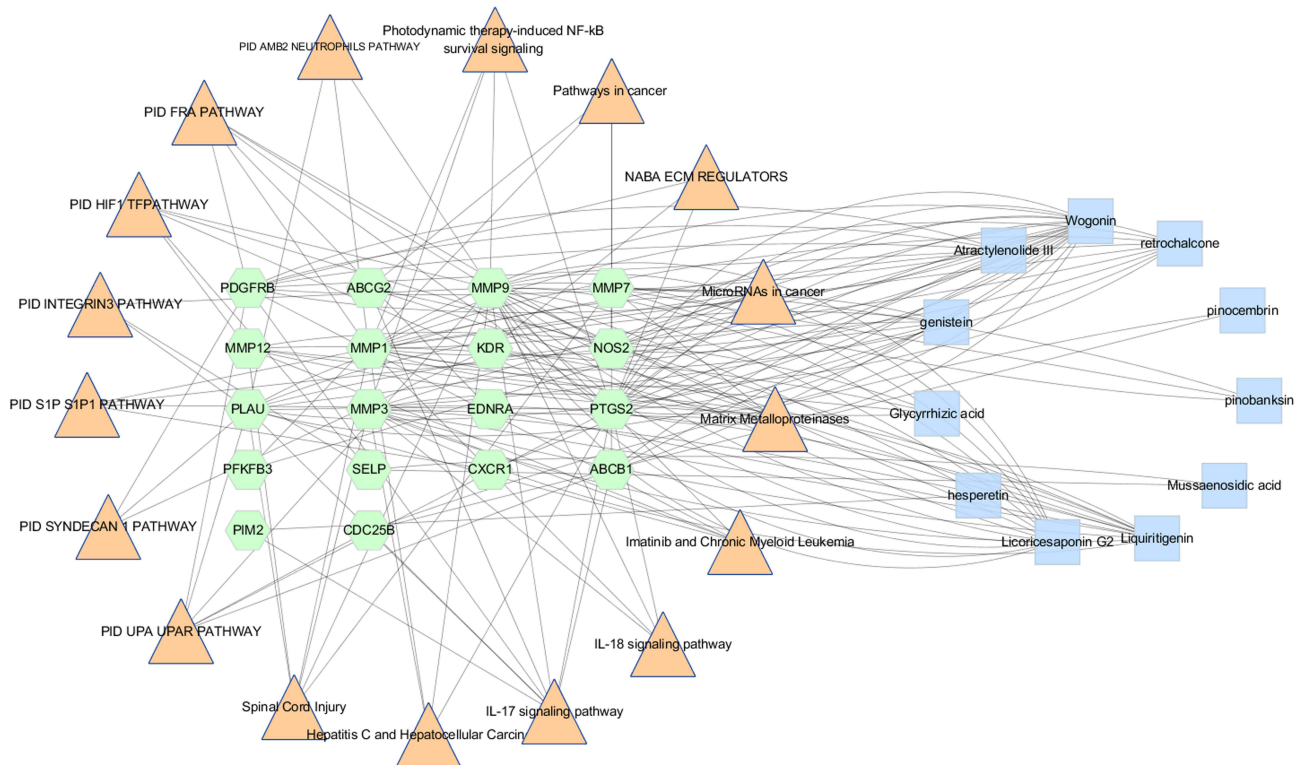 Photodynamic therapy-induced NF-kB
survival signaling
PID AMB2 NEUTROPHILS PATHWAY
Pathways in cancer
PID FRA PATHWAY
NABA ECM REGULATORS
PID HIF1 TFPATHWAY
Wogonin
retrochalcone
Atractylenolide III
PID INTEGRIN3 PATHWAY
PDGFRB
ABCG2
MMP9
MMP7
MicroRNAs in cancer
pinocembrin
genistein
MMP12
MMP1
KDR
NOS2
PID S1P S1P1 PATHWAY
PLAU
MMP3
EDNRA
PTGS2
Matrix Metalloproteinases
Glycyrrhizic acid
pinobanksin
PFKFB3
SELP
CXCR1
ABCB1
hesperetin
Mussaenosidic acid
PID SYNDECAN 1 PATHWAY
PIM2
CDC25B
Imatinib and Chronic Myeloid Leukemia
Licoricesaponin G2
Liquiritigenin
PID UPA UPAR PATHWAY
IL-18 signaling pathway
Spinal Cord Injury
IL-17 signaling pathway
Hepatitis C and Hepatocellular Carcin